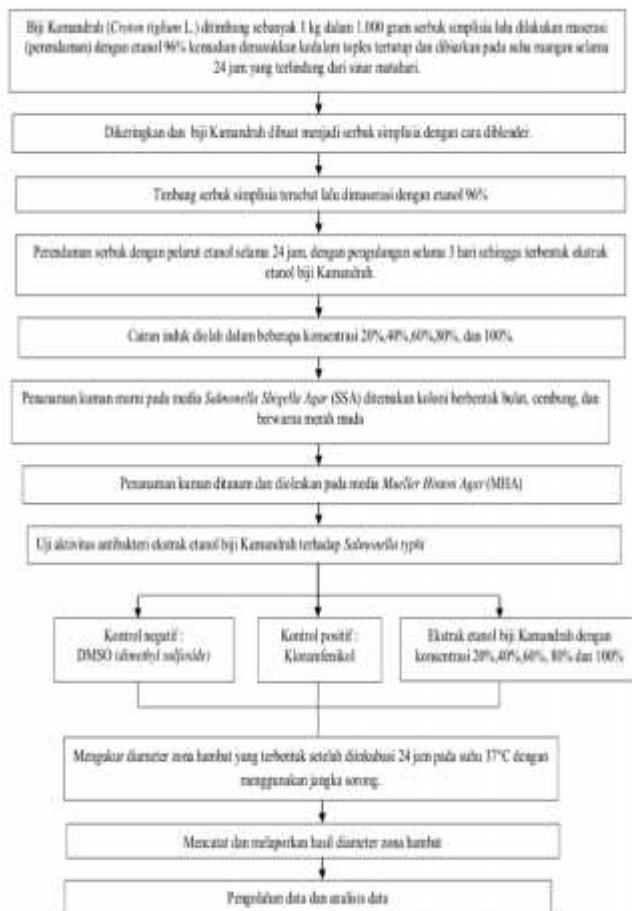 Biji Kamandrah (Croton tiglium L.) ditimbang sebanyak 1 kg dalam 1.000 gram serbuk simplisia lalu dilakukan maserasi
(perendaman) dengan etanol 96% kemudian dimasukkan kedalam toples tertutup dan dibiarkan pada suhu ruangan selama
24 jam yang terlindung dari sinar matahari.
Dikeringkan dan biji Kamandrah dibuat menjadi serbuk simplisia dengan cara diblender.
Timbang serbuk simplisia tersebut lalu dimaserasi dengan etanol 96%
Perendaman serbuk dengan pelarut etanol selama 24 jam, dengan pengulangan selama 3 hari sehingga terbentuk ekstrak
etanol biji Kamandrah.
Cairan induk diolah dalam beberapa konsentrasi 20%,40%,60%,80%, dan 100%
Penanaman kuman murni pada media Salmonella Shigella Agar (SSA) ditemukan koloni berbentuk bulat, cembung, dan
berwarna merah muda
Penanaman kuman ditanam dan dioleskan pada media Mueller Hinton Agar (MHA)
Uji aktivitas antibakteri ekstrak etanol biji Kamandrah terhadap Salmonella typhi
Kontrol negatif :
DMSO (dimethyl sulfoxide)
Kontrol positif :
Kloramfenikol
Ekstrak etanol biji Kamandrah dengan
konsentrasi 20%,40%,60%, 80% dan 100%
Mengukur diameter zona hambat yang terbentuk setelah diinkubasi 24 jam pada suhu 37°C dengan
menggunakan jangka sorong.
Mencatat dan melaporkan hasil diameter zona hambat
Pengolahan data dan analisis data